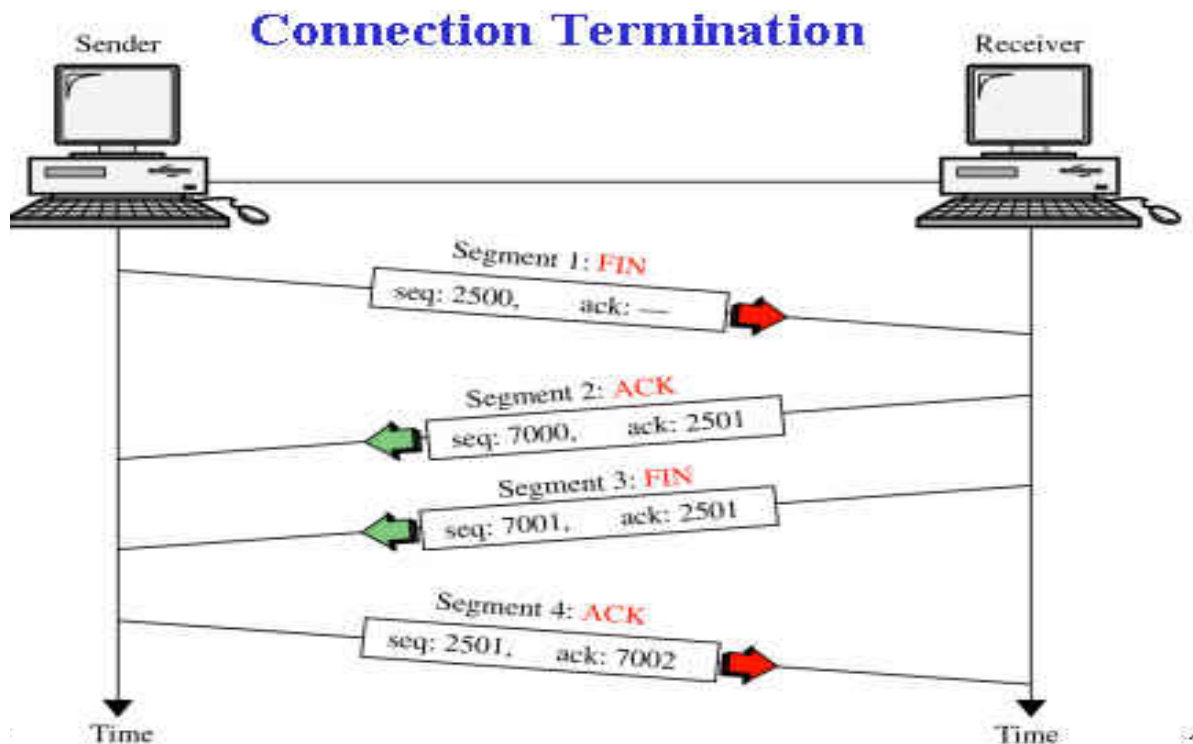 Connection Termination
Sender
Receiver
Segment 1: FIN
seq: 2500, ack: —
Segment 2: ACK
seq: 7000, ack: 2501
Segment 3: FIN
seq: 7001, ack: 2501
Segment 4: ACK
seq: 2501, ack: 7002
Time
Time